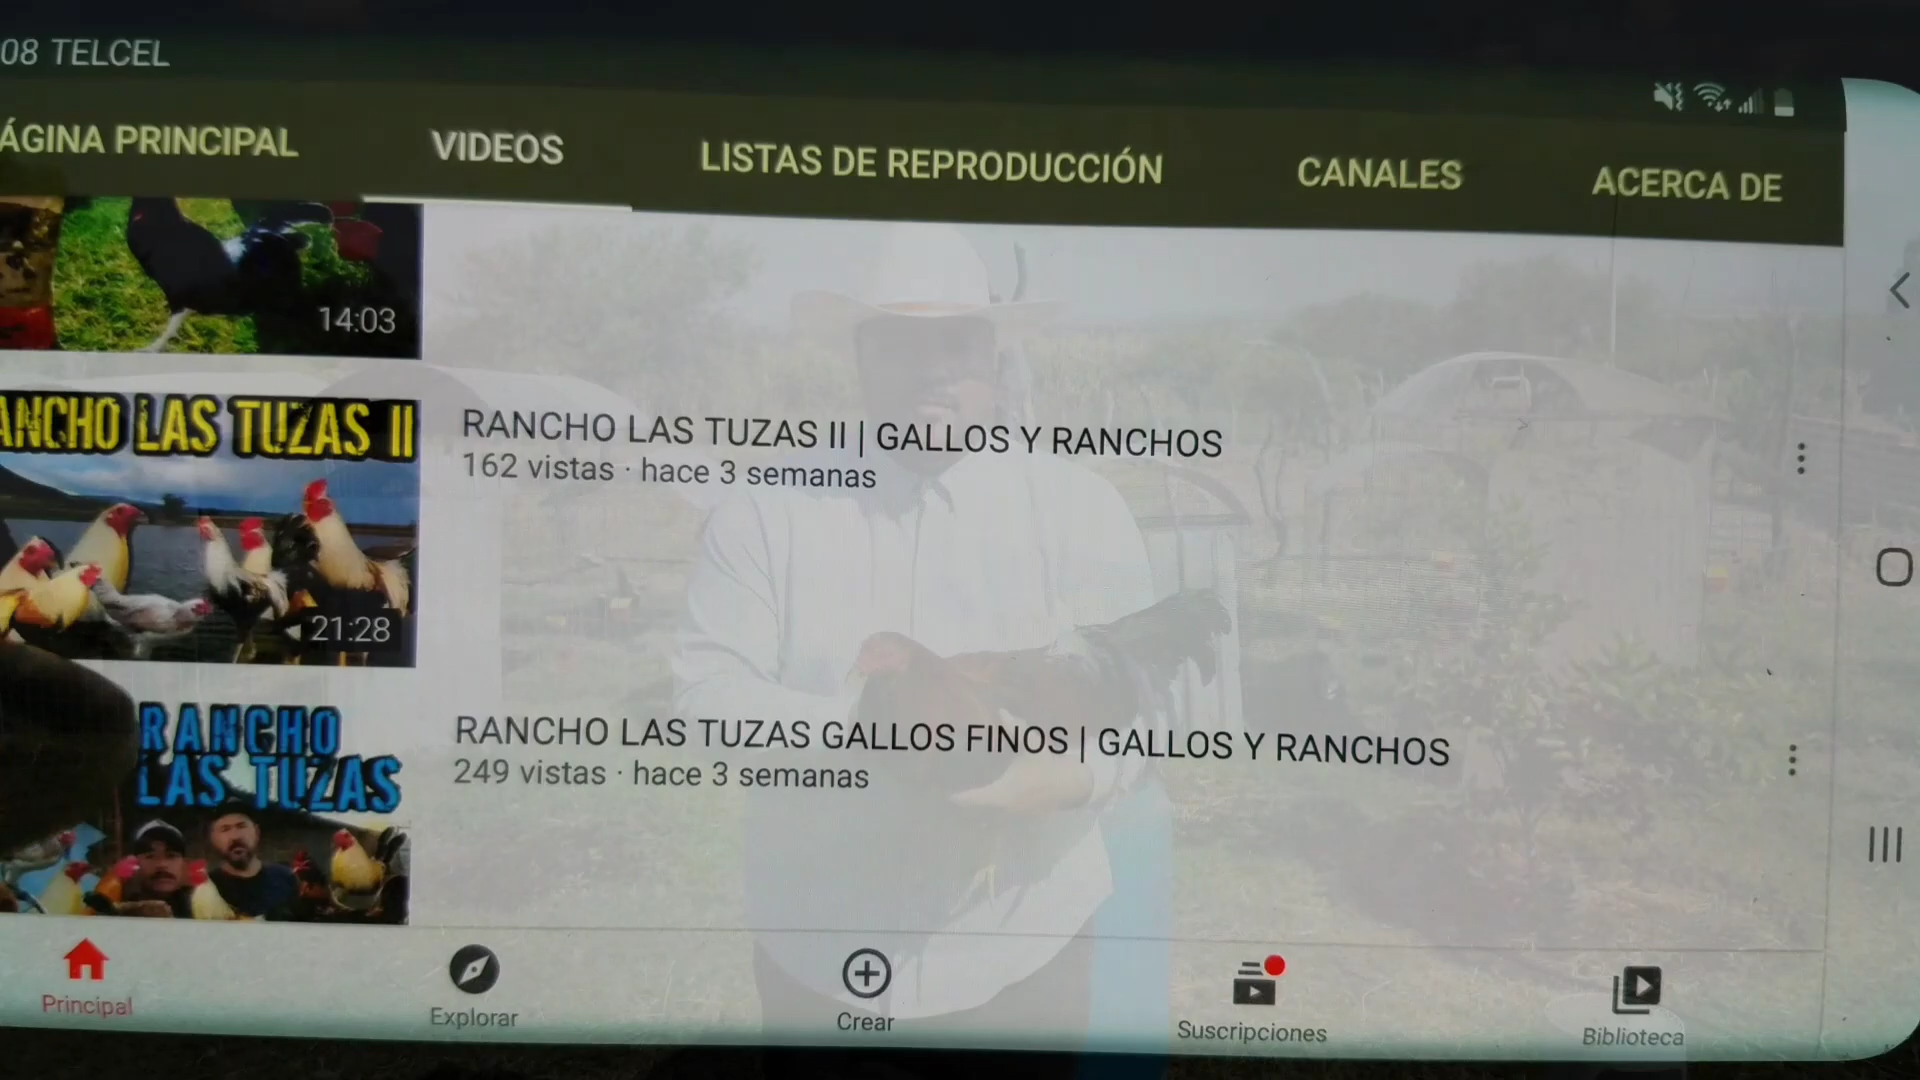 08 TELCEL
ÁGINA PRINCIPAL
VIDEOS
LISTAS DE REPRODUCCIÓN
CANALES
ACERCA DE
14:03
ANCHO LAS TUZAS II
21:28
RANCHO LAS TUZAS II | GALLOS Y RANCHOS
162 vistas · hace 3 semanas
RANCHO
LAS TUZAS
RANCHO LAS TUZAS GALLOS FINOS | GALLOS Y RANCHOS
249 vistas · hace 3 semanas
Principal
Explorar
Crear
Suscripciones
Biblioteca